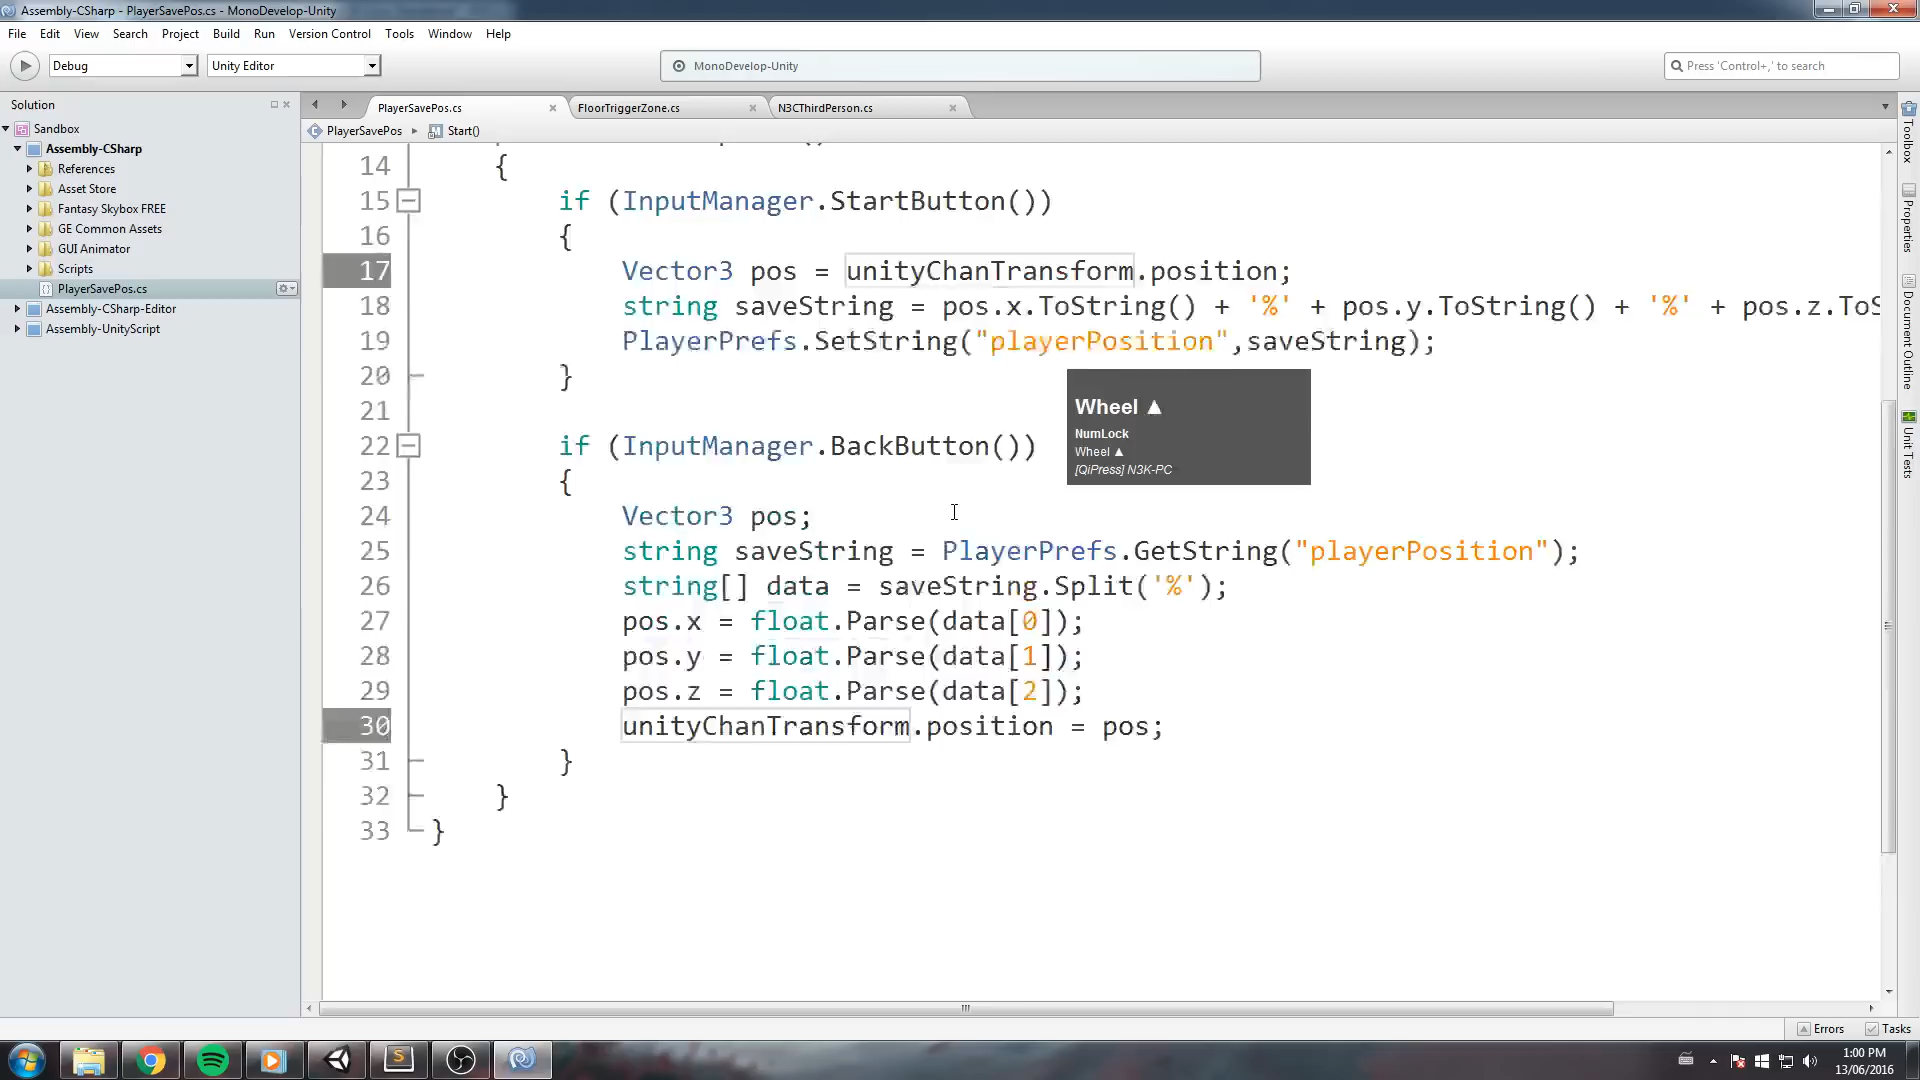 Assembly-CSharp - PlayerSavePos.cs - MonoDevelop-Unity
File Edit View Search Project Build Run Version Control Tools Window Help
Debug Unity Editor MonoDevelop-Unity Press 'Control+,' to search
Solution
Sandbox
Assembly-CSharp
References
Asset Store
Fantasy Skybox FREE
GE Common Assets
GUI Animator
Scripts
PlayerSavePos.cs
Assembly-CSharp-Editor
Assembly-UnityScript
PlayerSavePos.cs FloorTriggerZone.cs N3CThirdPerson.cs
PlayerSavePos Start()
14 {
15 if (InputManager.StartButton())
16 {
17 Vector3 pos = unityChanTransform.position;
18 string saveString = pos.x.ToString() + '%' + pos.y.ToString() + '%' + pos.z.ToS
19 PlayerPrefs.SetString("playerPosition",saveString);
20 }
21
22 if (InputManager.BackButton())
23 {
24 Vector3 pos;
25 string saveString = PlayerPrefs.GetString("playerPosition");
26 string[] data = saveString.Split('%');
27 pos.x = float.Parse(data[0]);
28 pos.y = float.Parse(data[1]);
29 pos.z = float.Parse(data[2]);
30 unityChanTransform.position = pos;
31 }
32 }
33 }
Wheel ▲
NumLock
Wheel ▲
[QiPress] N3K-PC
Toolbox
Properties
Document Outline
Unit Tests
Errors Tasks
1:00 PM
13/06/2016